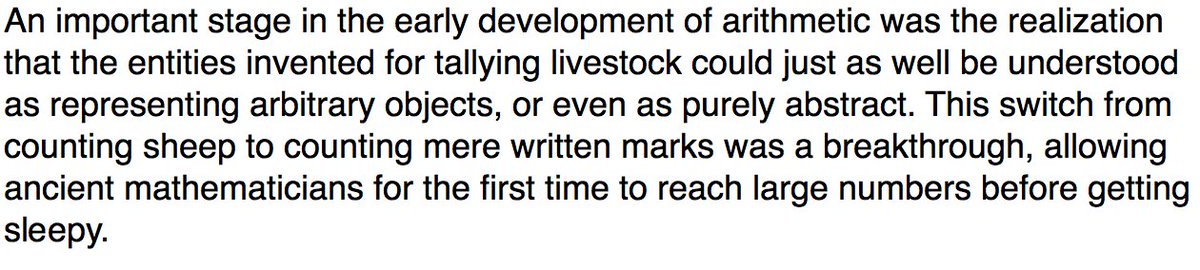 An important stage in the early development of arithmetic was the realization
that the entities invented for tallying livestock could just as well be understood
as representing arbitrary objects, or even as purely abstract. This switch from
counting sheep to counting mere written marks was a breakthrough, allowing
ancient mathematicians for the first time to reach large numbers before getting
sleepy.